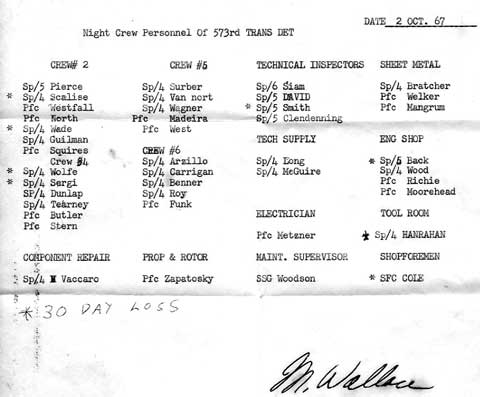 DATE 2 OCT. 67
Night Crew Personnel Of 573rd TRANS DET
CREW# 2
Sp/5 Pierce
* Sp/4 Scalise
Pfc Westfall
Pfc North
* Sp/4 Wade
Sp/4 Guilman
Pfc Squires
Crew #4
* Sp/4 Wolfe
* Sp/4 Sergi
SP/4 Dunlap
Sp/4 Tearney
Pfc Butler
Pfc Stern
CREW #5
Sp/4 Surber
Sp/4 Van nort
Sp/4 Wagner
Pfc Madeira
Pfc West
CREW #6
Sp/4 Arzillo
Sp/4 Carrigan
Sp/4 Benner
Sp/4 Roy
Pfc Funk
TECHNICAL INSPECTORS
Sp/6 Siam
Sp/5 DAVID
* Sp/5 Smith
Sp/5 Clendenning
TECH SUPPLY
Sp/4 Long
Sp/4 McGuire
ELECTRICIAN
Pfc Metzner
SHEET METAL
Sp/4 Bratcher
Pfc Welker
Pfc Mangrum
ENG SHOP
* Sp/5 Back
Sp/4 Wood
Pfc Richie
Pfc Moorehead
TOOL ROOM
* Sp/4 HANRAHAN
COMPONENT REPAIR
Sp/4 Vaccaro
PROP & ROTOR
Pfc Zapatosky
MAINT. SUPERVISOR
SSG Woodson
SHOPFOREMEN
* SFC COLE
* 30 DAY LOSS
M. Wallace